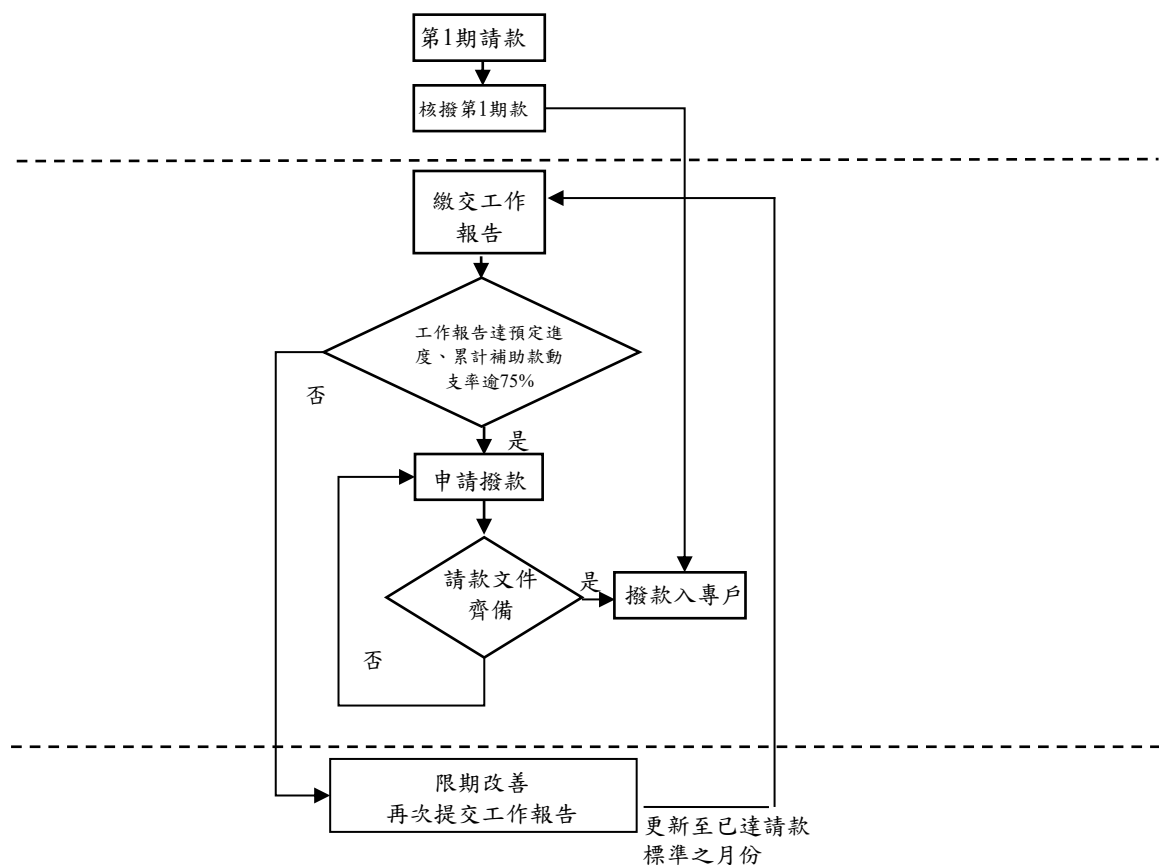 第1期請款
核撥第1期款
繳交工作
報告
工作報告達預定進
度、累計補助款動
支率逾75%
否
是
申請撥款
請款文件
齊備
是
撥款入專戶
否
限期改善
再次提交工作報告
更新至已達請款
標準之月份